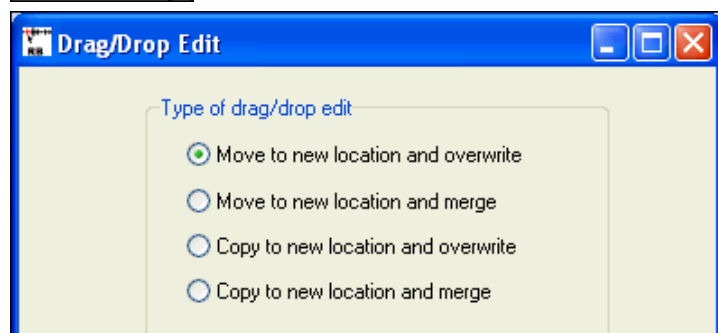 Drag/Drop Edit
Type of drag/drop edit
Move to new location and overwrite
Move to new location and merge
Copy to new location and overwrite
Copy to new location and merge